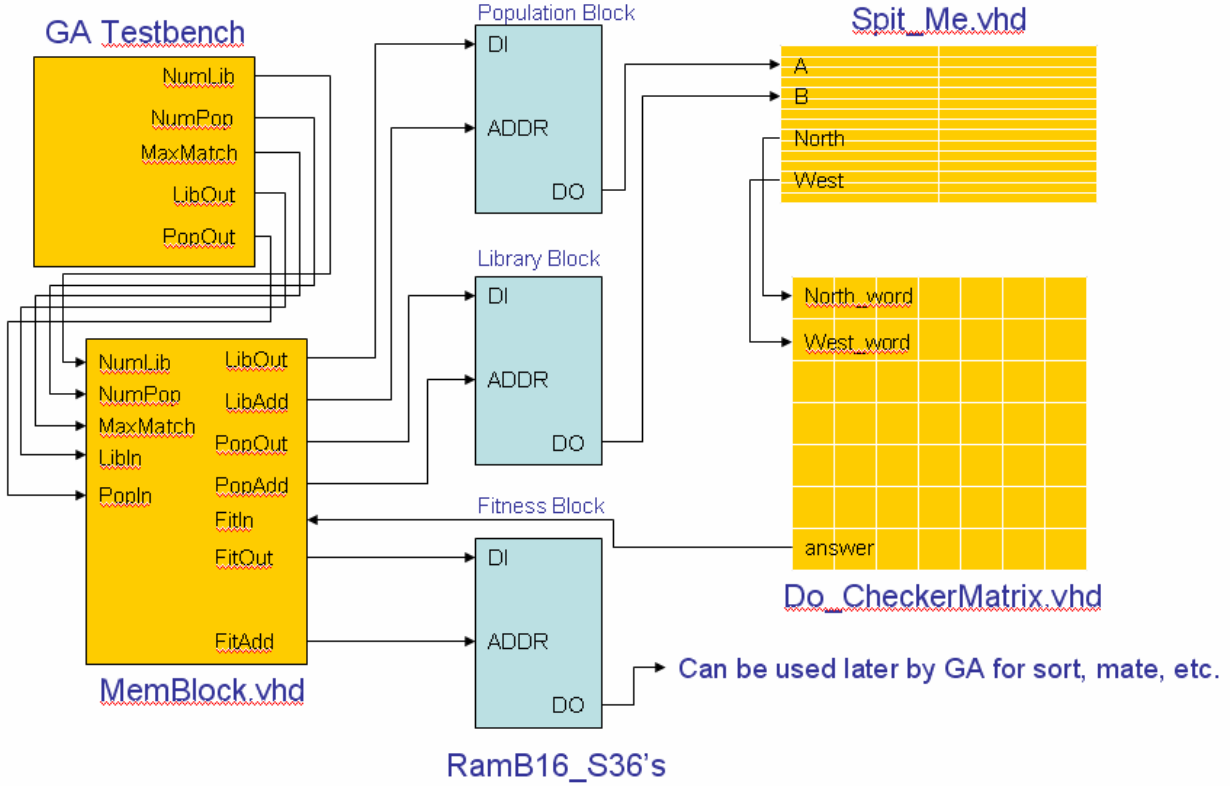 GA Testbench
NumLib
NumPop
MaxMatch
LibOut
PopOut
NumLib
NumPop
MaxMatch
LibIn
PopIn
LibOut
LibAdd
PopOut
PopAdd
FitIn
FitOut
FitAdd
MemBlock.vhd
Population Block
DI
ADDR
DO
Library Block
DI
ADDR
DO
Fitness Block
DI
ADDR
DO
RamB16_S36's
Spit_Me.vhd
A
B
North
West
North_word
West_word
answer
Do_CheckerMatrix.vhd
Can be used later by GA for sort, mate, etc.